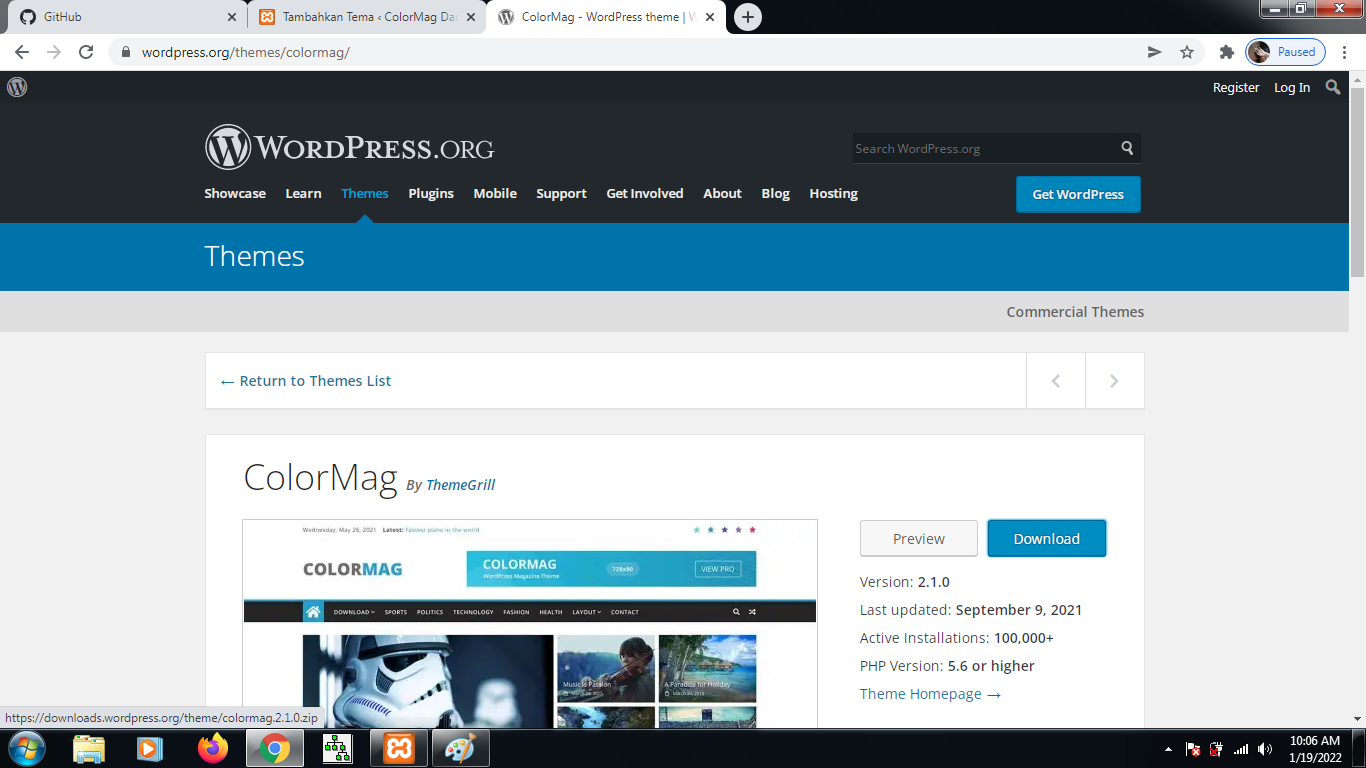 GitHub
Tambahkan Tema ‹ ColorMag Da
ColorMag - WordPress theme | W
wordpress.org/themes/colormag/
Paused
Register Log In
WORDPRESS.ORG
Search WordPress.org
Showcase Learn Themes Plugins Mobile Support Get Involved About Blog Hosting
Get WordPress
Themes
Commercial Themes
← Return to Themes List
ColorMag By ThemeGrill
Wednesday, May 26, 2021 Latest: Fastest plane in the world
COLORMAG
COLORMAG
WordPress Magazine Theme
728x90
VIEW PRO
DOWNLOAD SPORTS POLITICS TECHNOLOGY FASHION HEALTH LAYOUT CONTACT
Music Is Passion
March 24, 2015
A Paradise for Holiday
March 24, 2015
Preview
Download
Version: 2.1.0
Last updated: September 9, 2021
Active Installations: 100,000+
PHP Version: 5.6 or higher
Theme Homepage →
https://downloads.wordpress.org/theme/colormag.2.1.0.zip
10:06 AM
1/19/2022